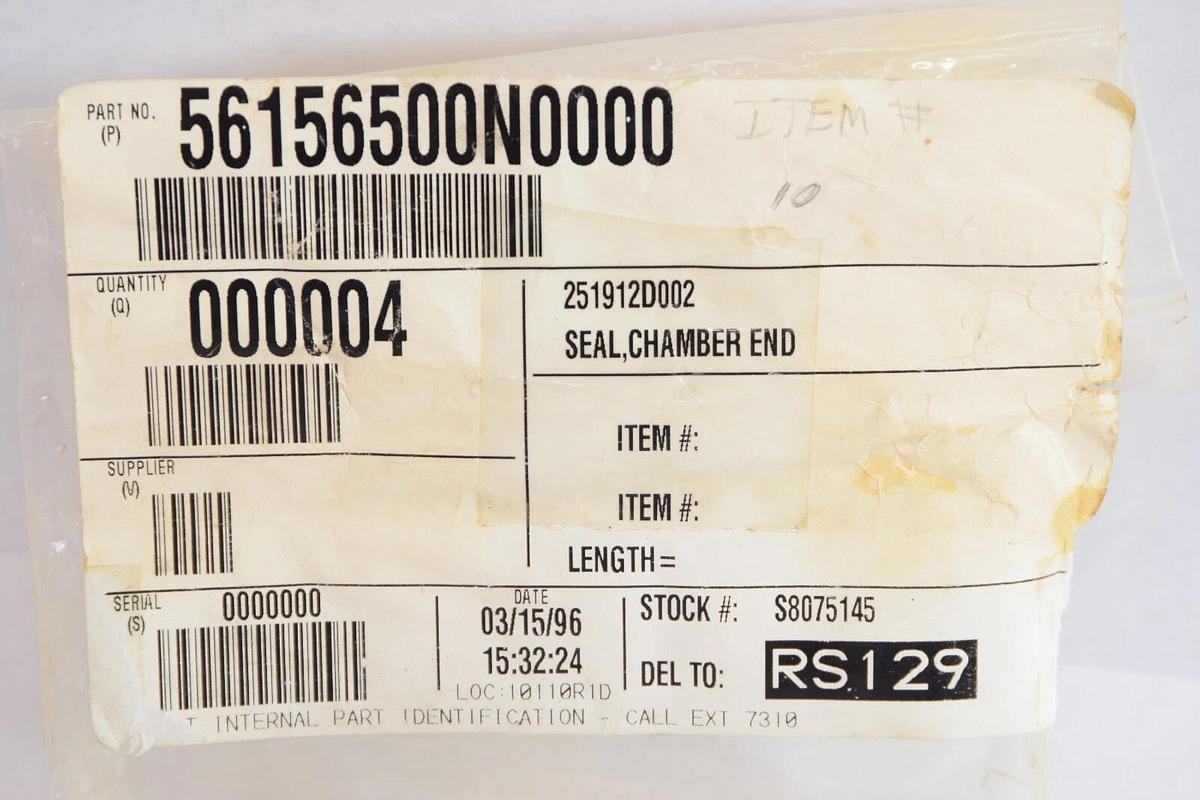 PART NO. 56156500N0000
(P)
ITEM #
10
QUANTITY
(Q)
000004
251912D002
SEAL,CHAMBER END
ITEM #:
ITEM #:
LENGTH=
SUPPLIER
(V)
SERIAL
(S)
0000000
DATE
03/15/96
15:32:24
LOC:10110R1D
STOCK #: S8075145
DEL TO: RS129
INTERNAL PART IDENTIFICATION - CALL EXT 7310